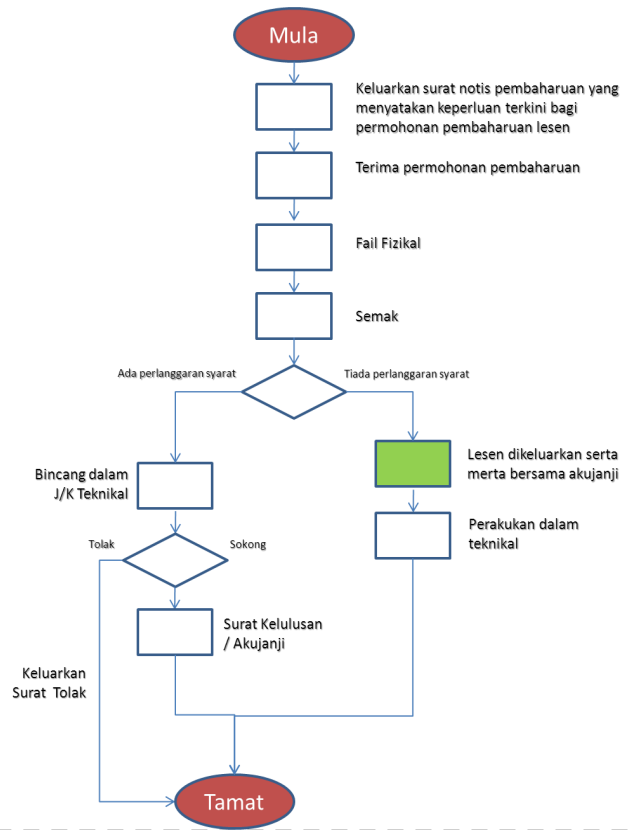 Mula
Keluarkan surat notis pembaharuan yang
menyatakan keperluan terkini bagi
permohonan pembaharuan lesen
Terima permohonan pembaharuan
Fail Fizikal
Semak
Ada perlanggaran syarat
Tiada perlanggaran syarat
Bincang dalam
J/K Teknikal
Lesen dikeluarkan serta
merta bersama akujanji
Tolak
Sokong
Perakukan dalam
teknikal
Surat Kelulusan
/ Akujanji
Keluarkan
Surat Tolak
Tamat